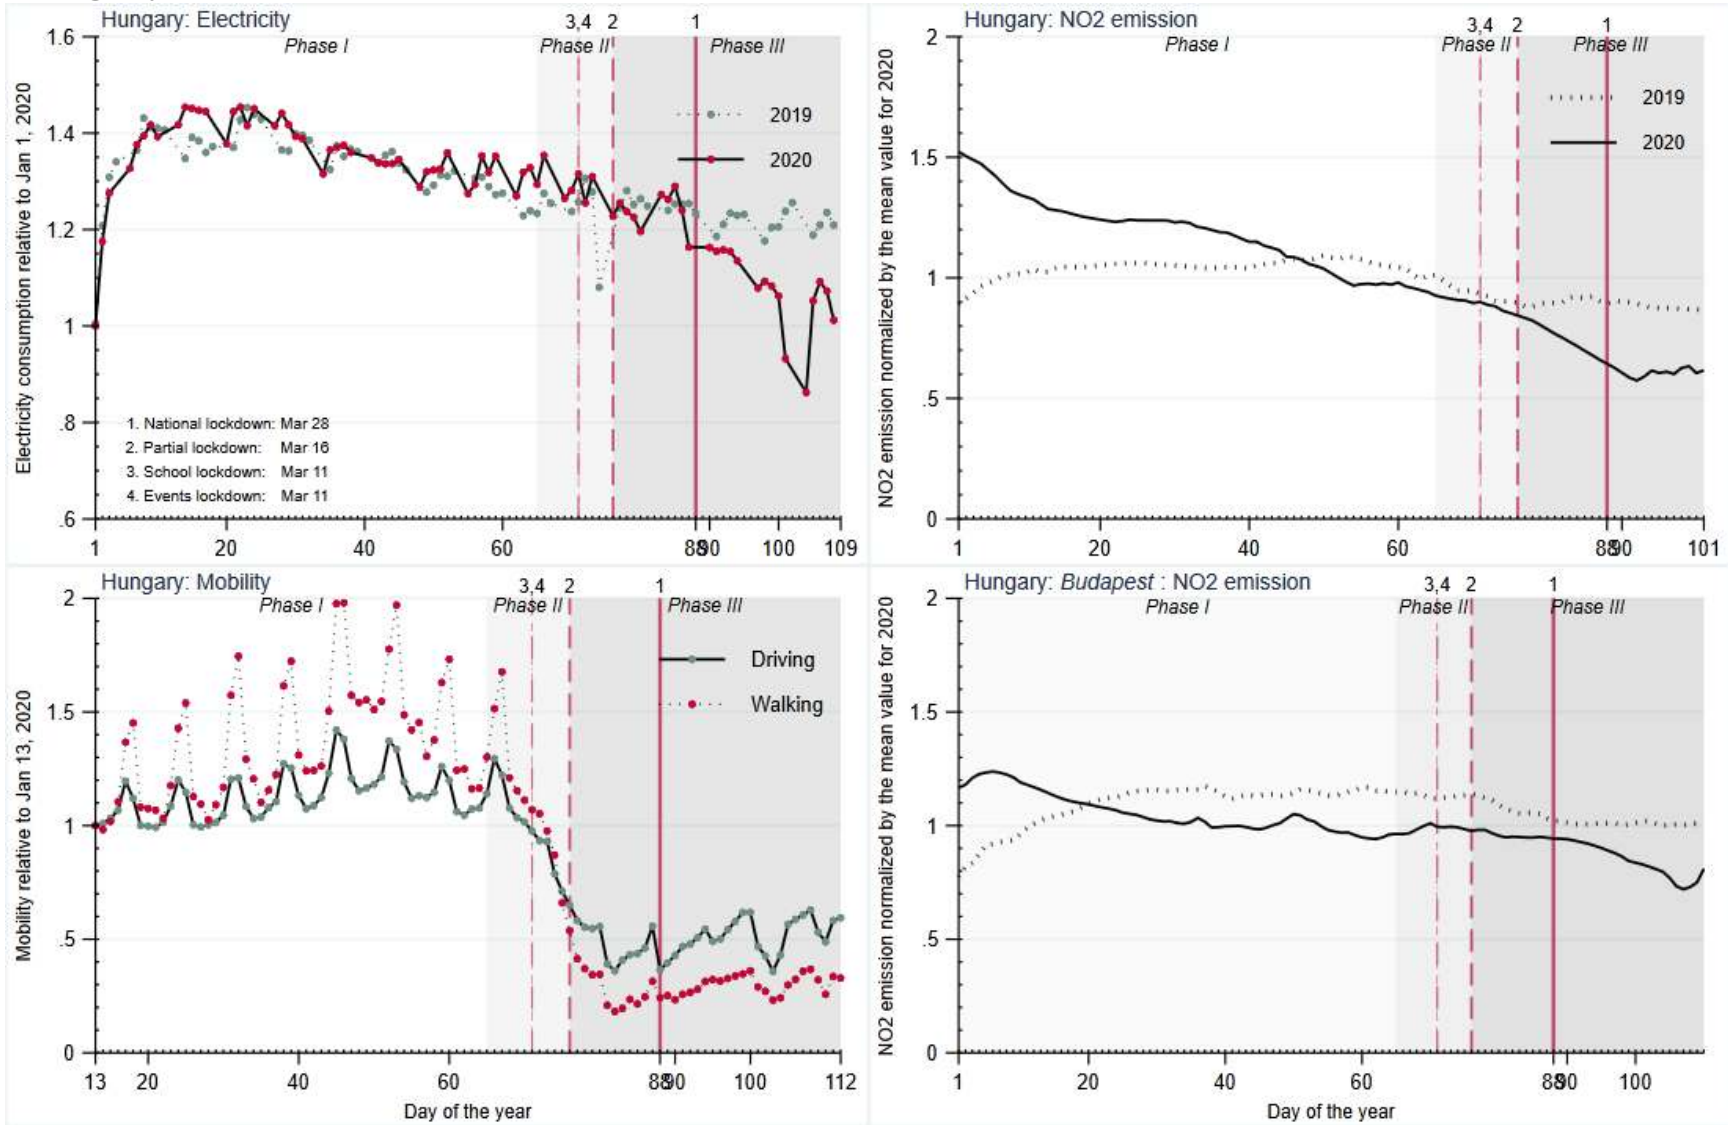 Hungary: Electricity
3,4 2 1
Phase I Phase II Phase III
Electricity consumption relative to Jan 1, 2020
1.6
1.4
1.2
1
.8
.6
2019
2020
1. National lockdown: Mar 28
2. Partial lockdown: Mar 16
3. School lockdown: Mar 11
4. Events lockdown: Mar 11
1 20 40 60 88 90 100 109
Hungary: NO2 emission
3,4 2 1
Phase I Phase II Phase III
NO2 emission normalized by the mean value for 2020
2
1.5
1
.5
0
2019
2020
1 20 40 60 88 90 101
Hungary: Mobility
3,4 2 1
Phase I Phase II Phase III
Mobility relative to Jan 13, 2020
2
1.5
1
.5
0
Driving
Walking
13 20 40 60 88 90 100 112
Day of the year
Hungary: Budapest : NO2 emission
3,4 2 1
Phase I Phase II Phase III
NO2 emission normalized by the mean value for 2020
2
1.5
1
.5
0
1 20 40 60 88 90 100
Day of the year